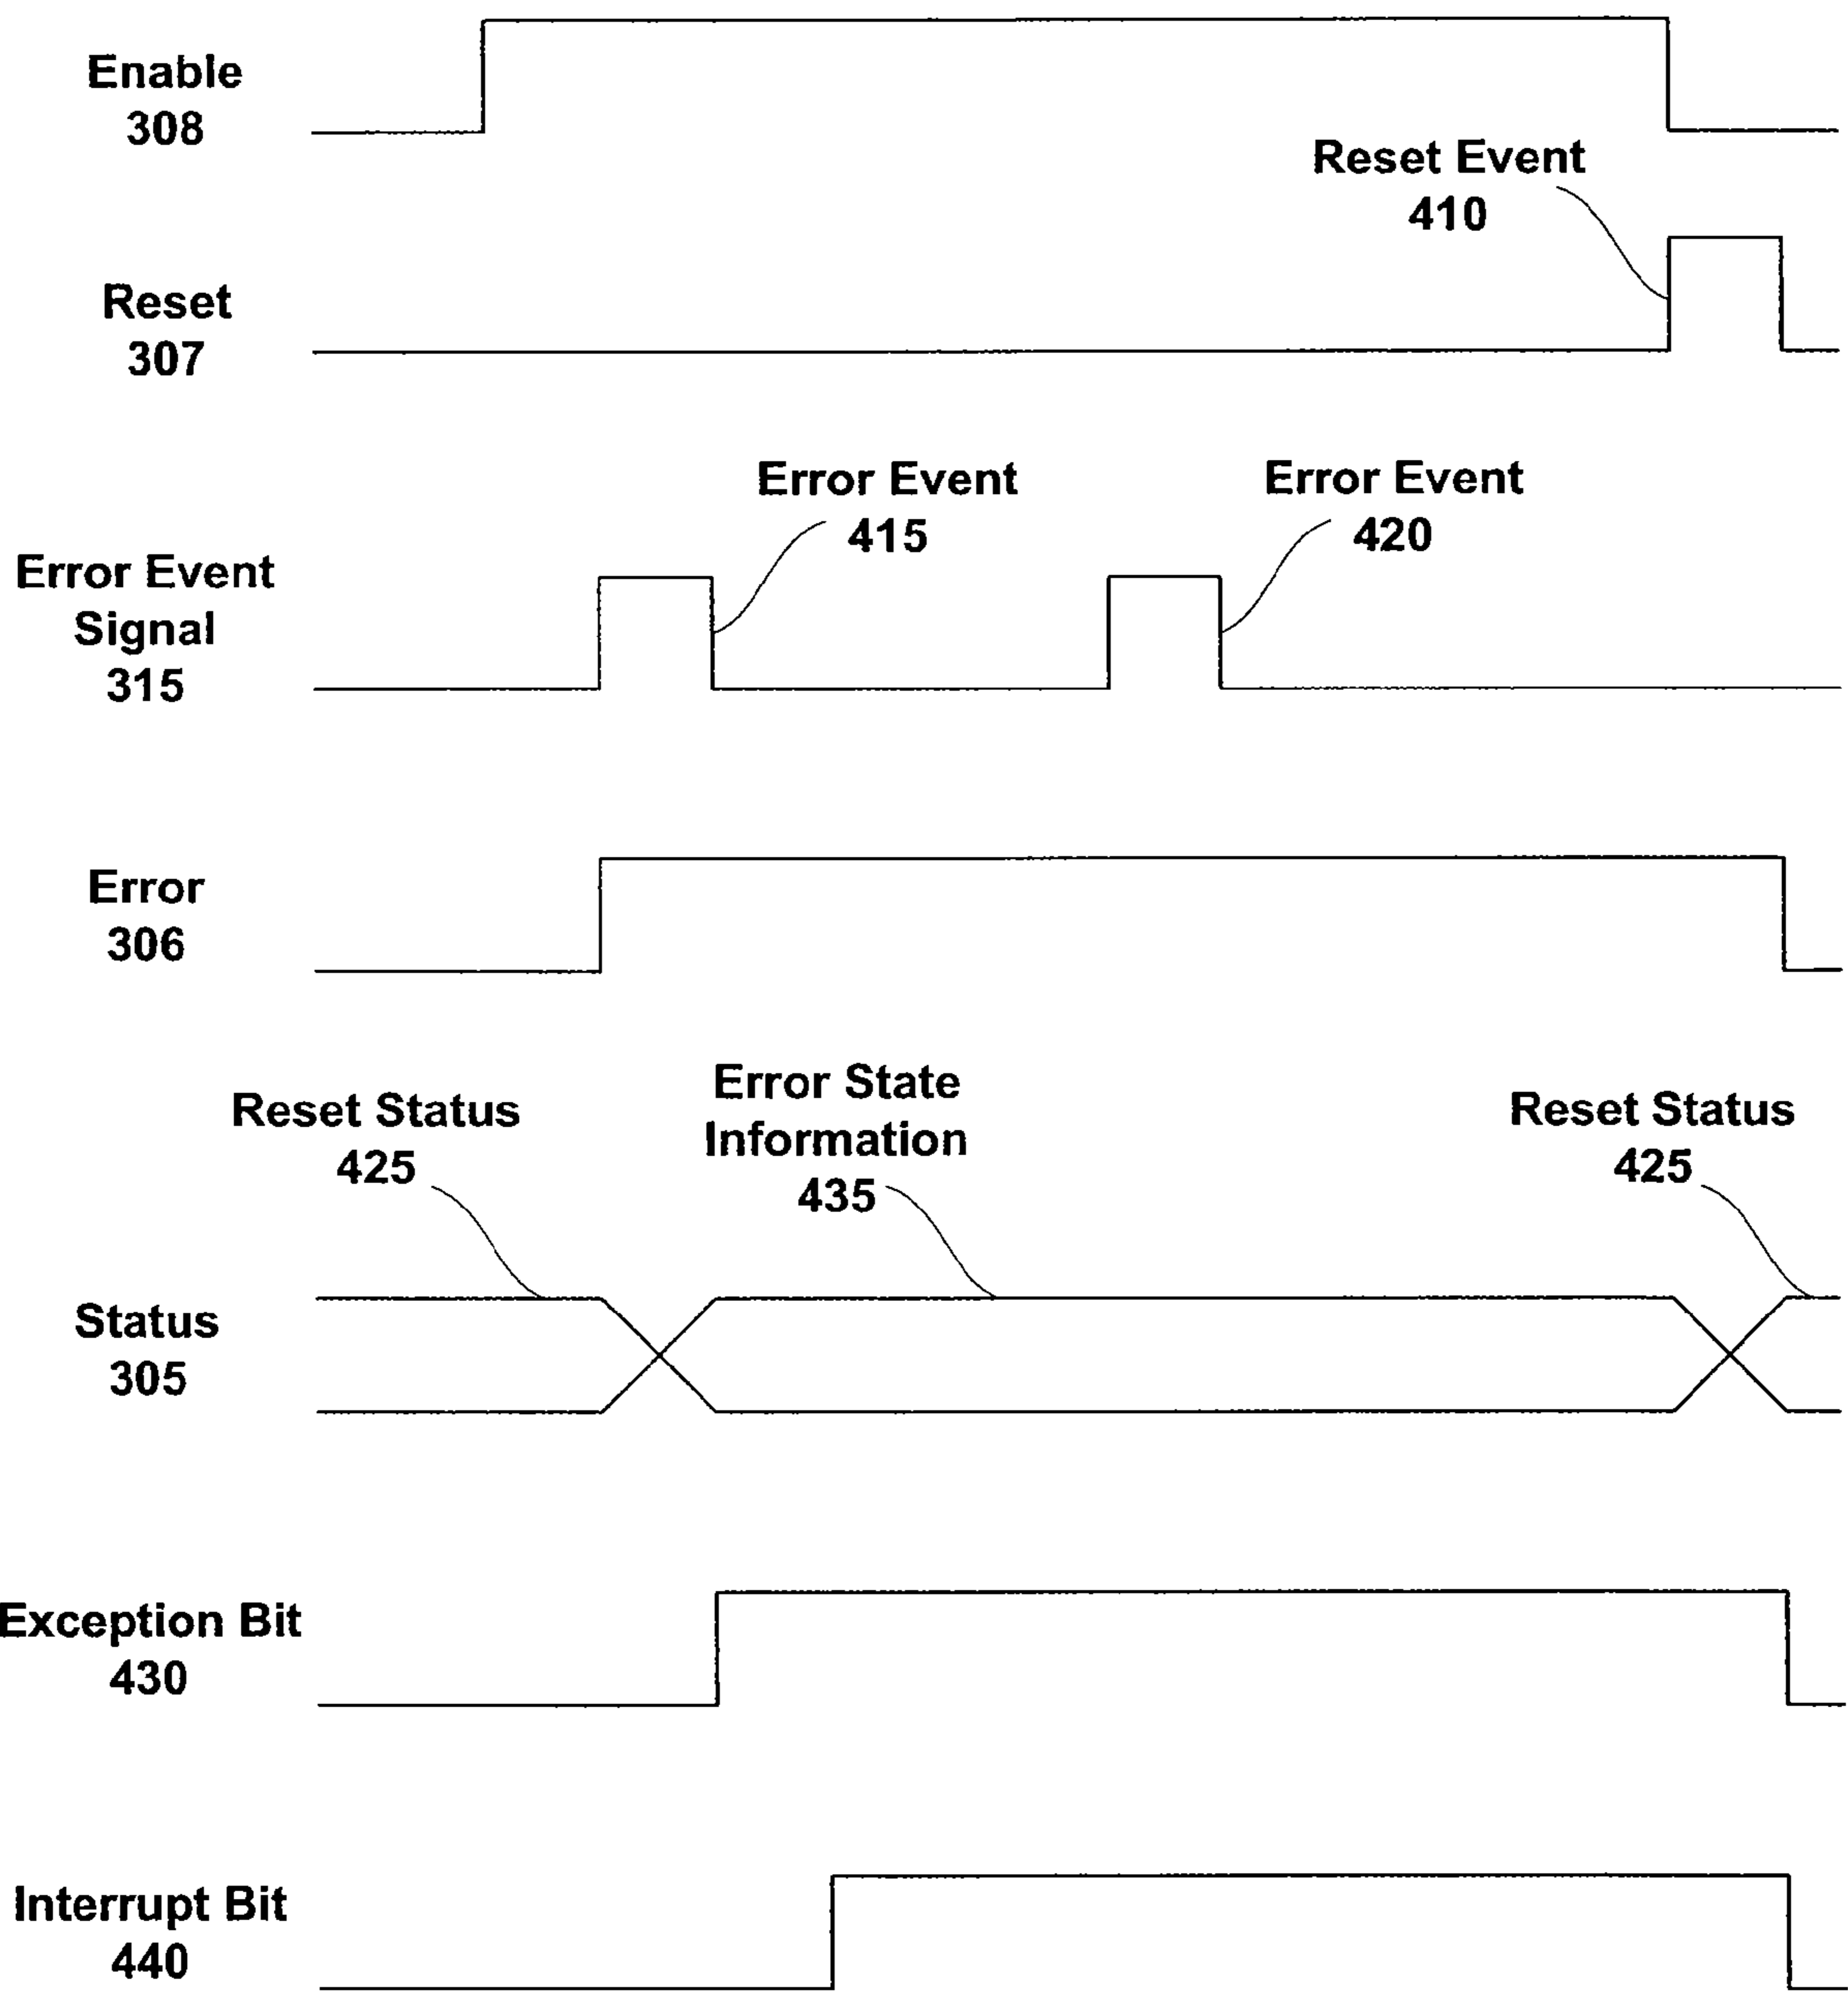 Enable
308
Reset Event
410
Reset
307
Error Event
415
Error Event
420
Error Event
Signal
315
Error
306
Reset Status
425
Error State
Information
435
Reset Status
425
Status
305
Exception Bit
430
Interrupt Bit
440